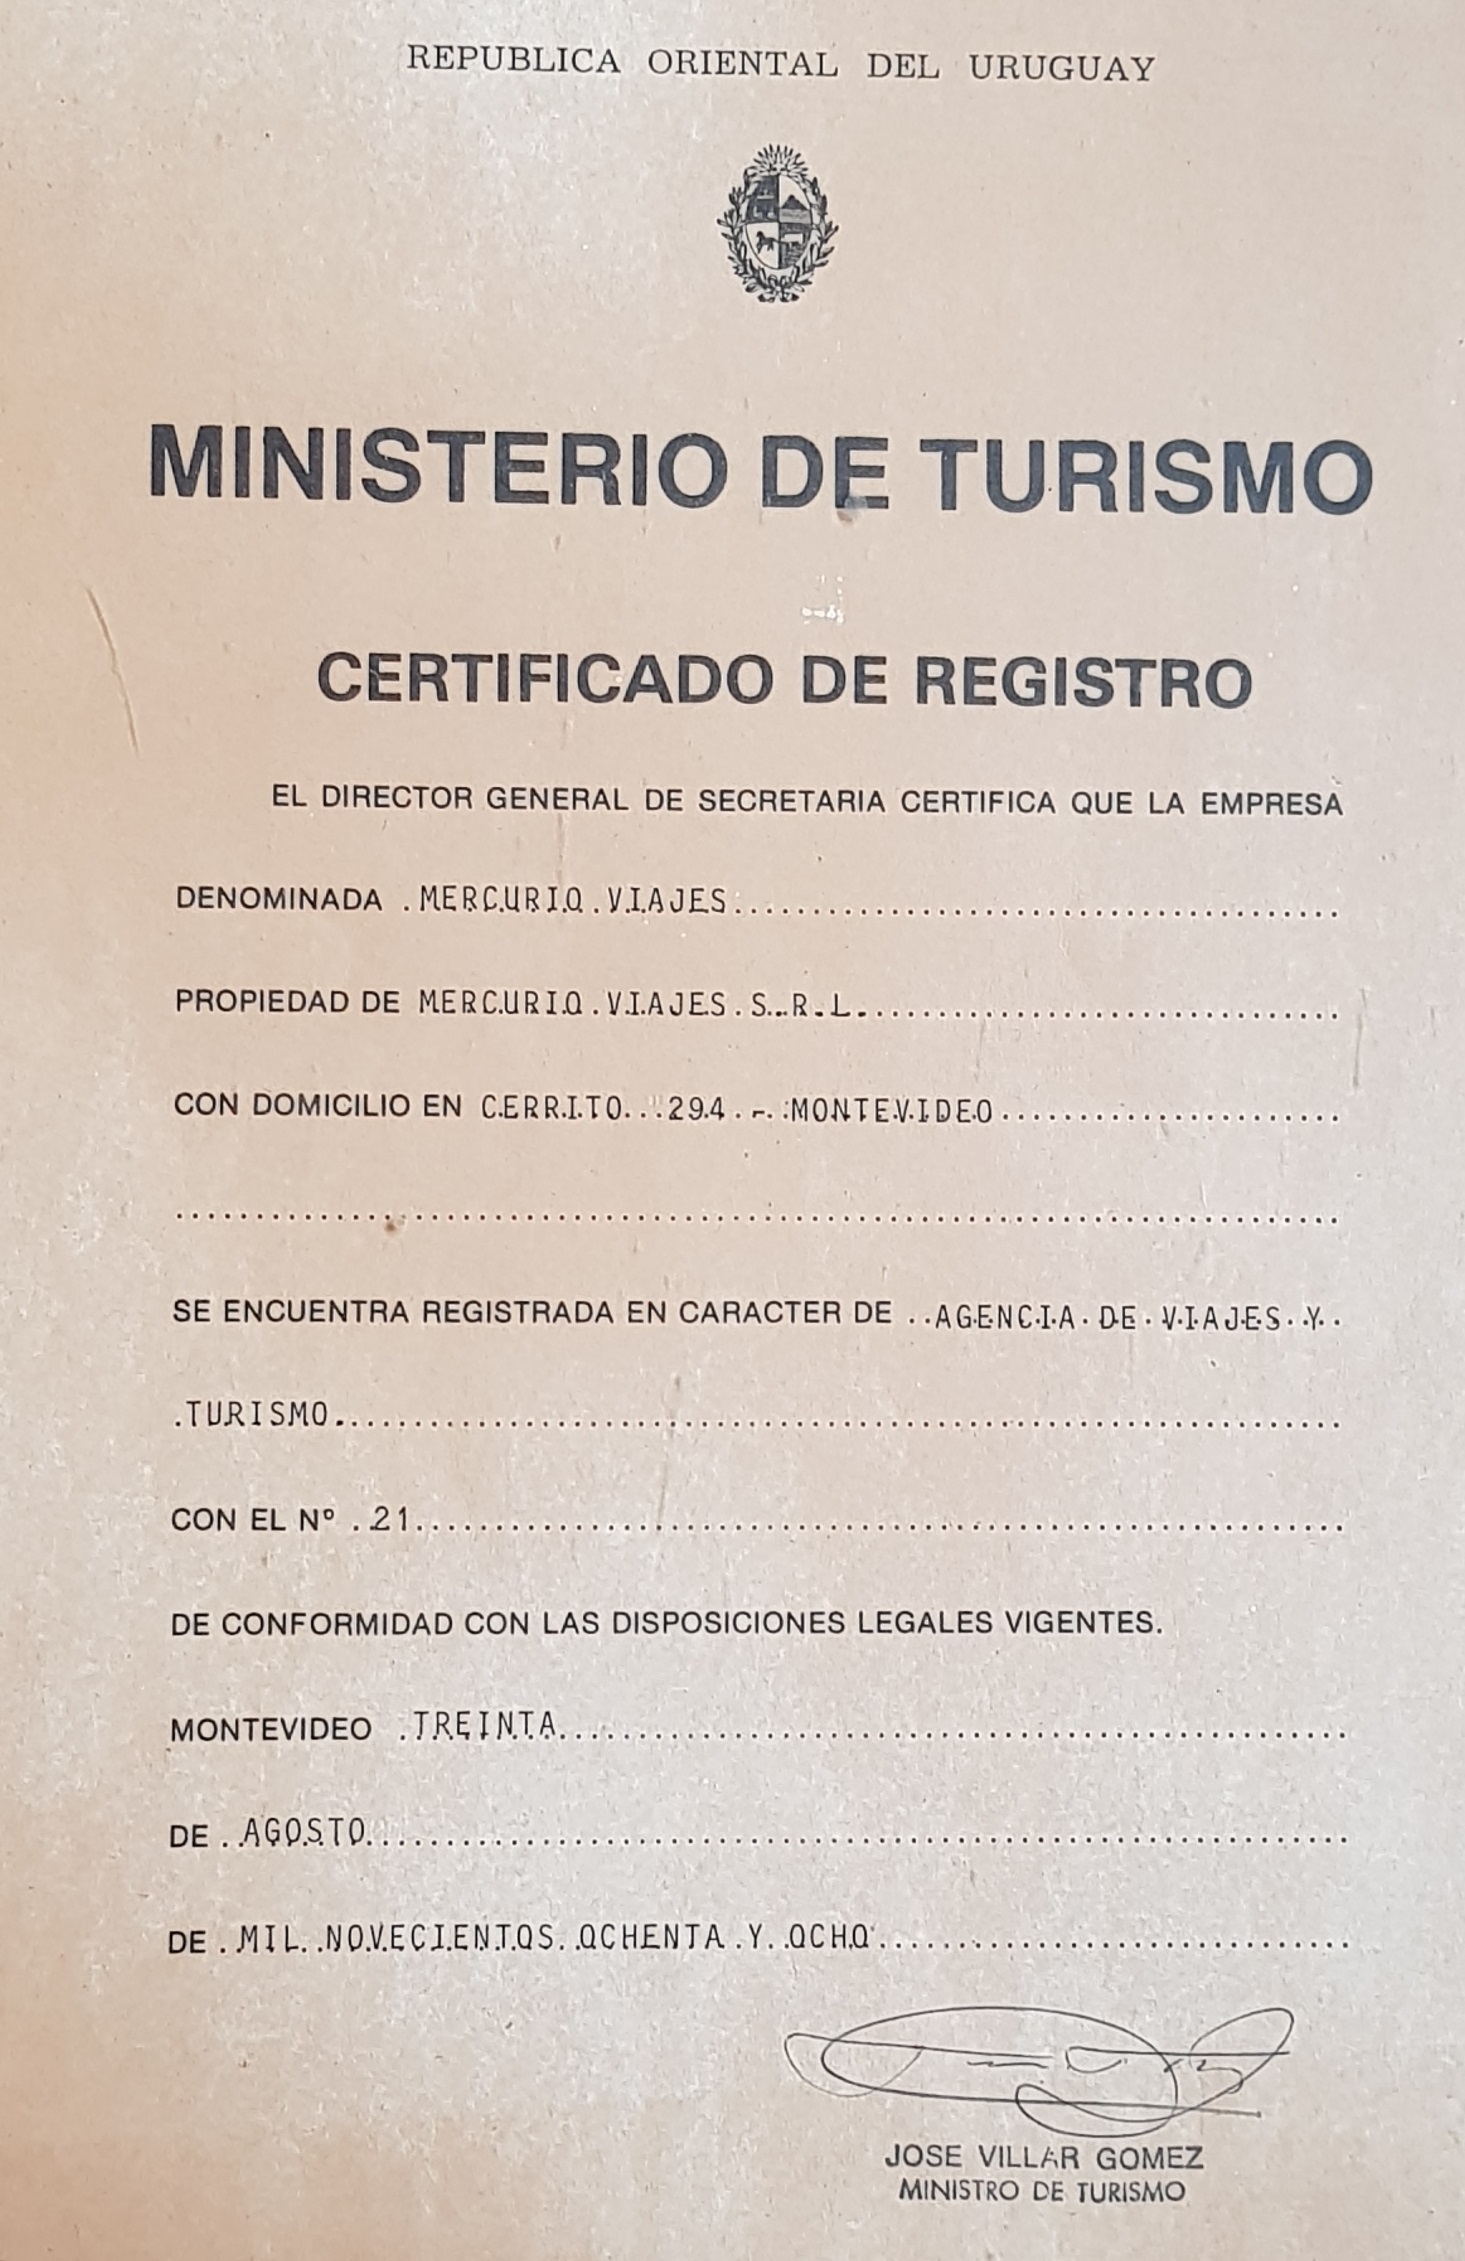 REPUBLICA ORIENTAL DEL URUGUAY
MINISTERIO DE TURISMO
CERTIFICADO DE REGISTRO
EL DIRECTOR GENERAL DE SECRETARIA CERTIFICA QUE LA EMPRESA
DENOMINADA MERCURIO VIAJES
PROPIEDAD DE MERCURIO VIAJES S.R.L.
CON DOMICILIO EN CERRITO 294 - MONTEVIDEO
SE ENCUENTRA REGISTRADA EN CARACTER DE AGENCIA DE VIAJES Y
TURISMO.
CON EL Nº 21
DE CONFORMIDAD CON LAS DISPOSICIONES LEGALES VIGENTES.
MONTEVIDEO TREINTA
DE AGOSTO
DE MIL NOVECIENTOS OCHENTA Y OCHO
JOSE VILLAR GOMEZ
MINISTRO DE TURISMO